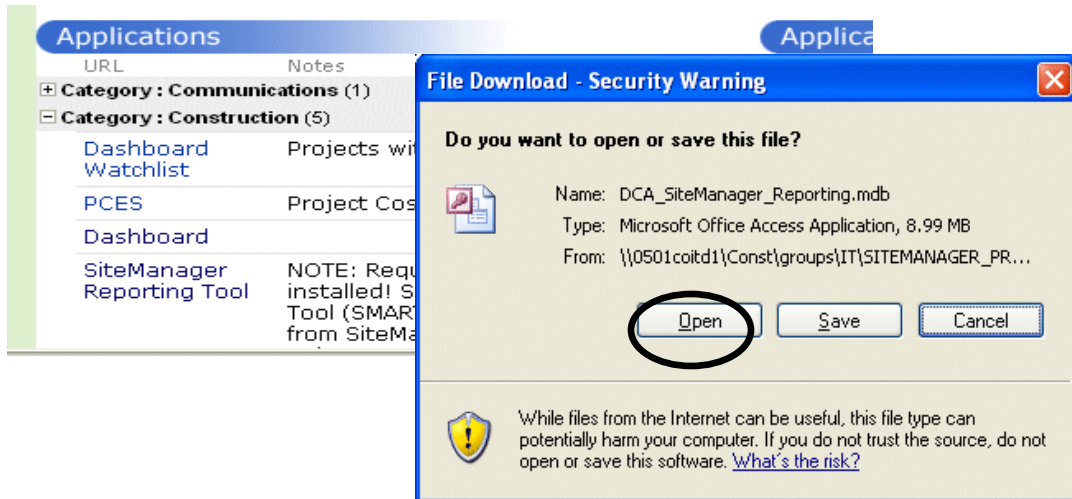 Applications
Applica
URL Notes
Category : Communications (1)
Category : Construction (5)
Dashboard Watchlist
Projects wit
PCES
Project Cos
Dashboard
SiteManager Reporting Tool
NOTE: Requ
installed! S
Tool (SMAR
from SiteMa
File Download - Security Warning
Do you want to open or save this file?
Name: DCA_SiteManager_Reporting.mdb
Type: Microsoft Office Access Application, 8.99 MB
From: \\0501coitd1\Const\groups\IT\SITEMANAGER_PR...
Open Save Cancel
While files from the Internet can be useful, this file type can
potentially harm your computer. If you do not trust the source, do not
open or save this software. What's the risk?